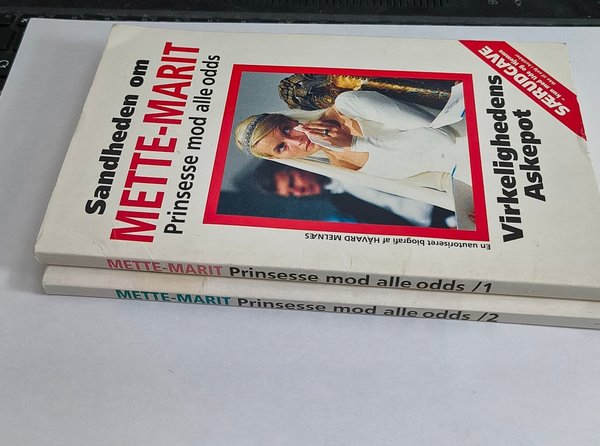 Sandheden om
METTE-MARIT
Prinsesse mod alle odds
SÆRUDGAVE
En uautoriseret biografi af HÅVARD MELNÆS
Virkelighedens
Askepot
METTE-MARIT Prinsesse mod alle odds /1
METTE-MARIT Prinsesse mod alle odds /2